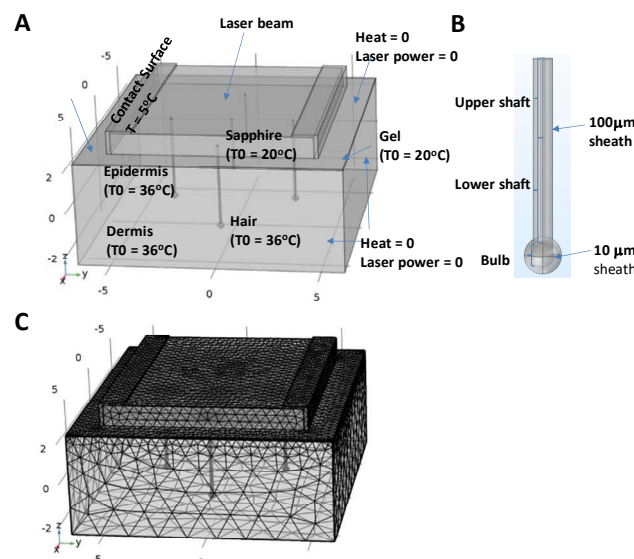 A
Laser beam
Heat = 0
Laser power = 0
-5
0
5
Contact Surface
T = 5°C
Sapphire
(T0 = 20°C)
Gel
(T0 = 20°C)
Epidermis
(T0 = 36°C)
Dermis
(T0 = 36°C)
Hair
(T0 = 36°C)
Heat = 0
Laser power = 0
2
0
-2
-5
0
5
z
y
x
B
Upper shaft
100μm
sheath
Lower shaft
Bulb
10 μm
sheath
C
-5
0
5
2
0
-2
z
y
x
-5
0
5